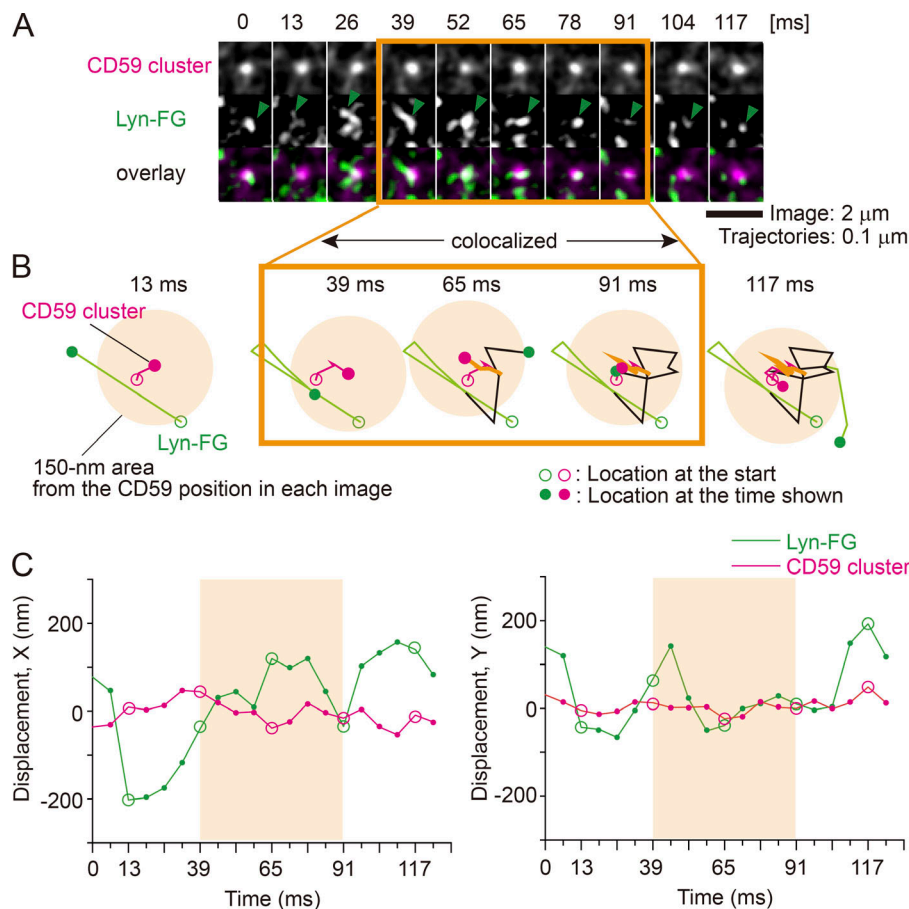 A
0 13 26 39 52 65 78 91 104 117 [ms]
CD59 cluster
Lyn-FG
overlay
Image: 2 μm
Trajectories: 0.1 μm
colocalized
B
13 ms 39 ms 65 ms 91 ms 117 ms
CD59 cluster
Lyn-FG
150-nm area
from the CD59 position in each image
: Location at the start
: Location at the time shown
C
Lyn-FG
CD59 cluster
Displacement, X (nm)
200
0
-200
0 13 39 65 91 117
Time (ms)
Displacement, Y (nm)
200
0
-200
0 13 39 65 91 117
Time (ms)